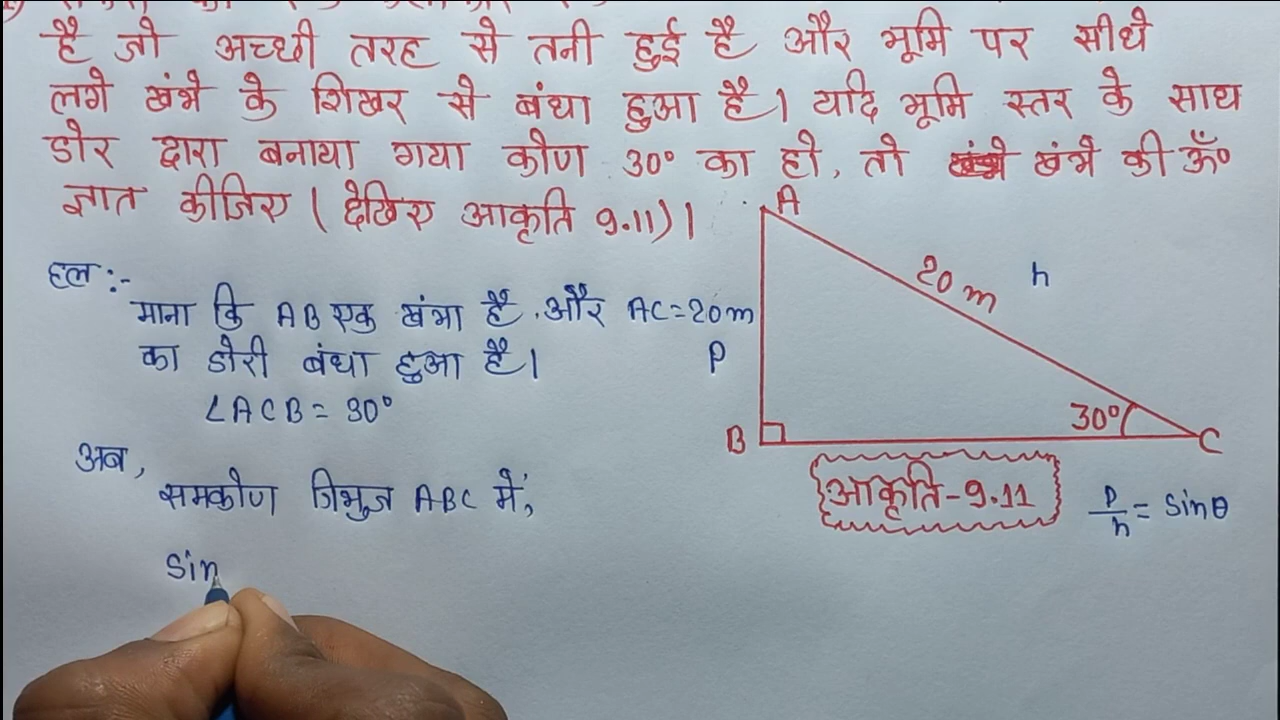 है जो अच्छी तरह से तनी हुई है और भूमि पर सीधे
लगे खंभे के शिखर से बंधा हुआ है। यदि भूमि स्तर के साथ
डोर द्वारा बनाया गया कोण 30° का हो, तो खंभे की ऊँ०
ज्ञात कीजिए (देखिए आकृति 9.11)।
A
20 m
h
हल :-
माना कि AB एक खंभा है . और AC = 20m
का डोरी बंधा हुआ है।
P
∠ACB = 30°
30°
B
C
अब,
समकोण त्रिभुज ABC में,
आकृति - 9.11
P/h = sinθ
Sin